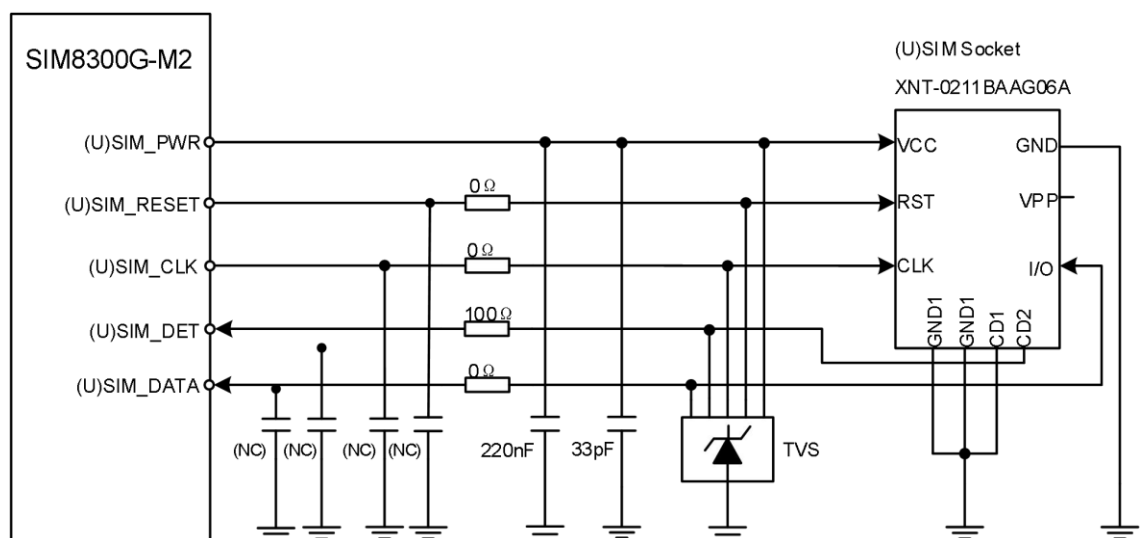 SIM8300G-M2
(U)SIM Socket
XNT-0211BAAG06A
(U)SIM_PWR
VCC
GND
(U)SIM_RESET
0Ω
RST
VPP
(U)SIM_CLK
0Ω
CLK
I/O
(U)SIM_DET
100Ω
GND1
GND1
CD1
CD2
(U)SIM_DATA
0Ω
(NC)
(NC)
(NC)
(NC)
220nF
33pF
TVS